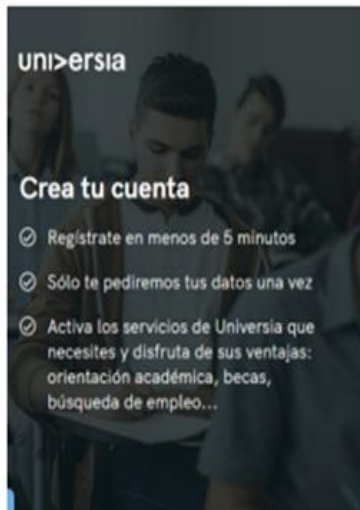 uni>ersia
Crea tu cuenta
Regístrate en menos de 5 minutos
Sólo te pediremos tus datos una vez
Activa los servicios de Universia que
necesites y disfruta de sus ventajas:
orientación académica, becas,
búsqueda de empleo...